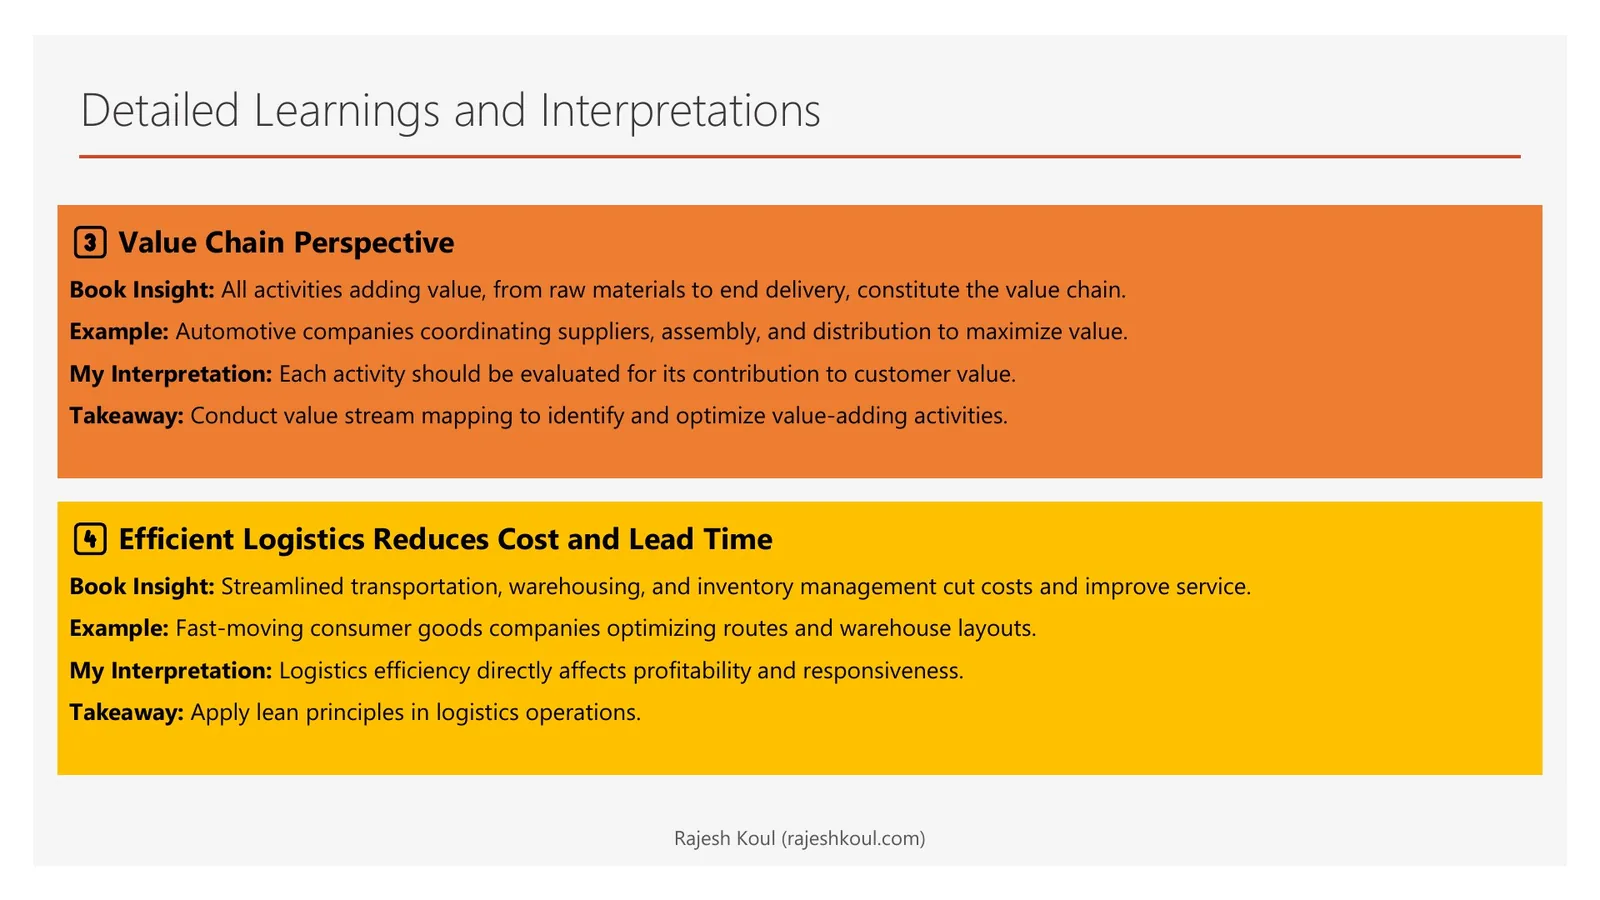 Detailed Learnings and Interpretations
3 Value Chain Perspective
Book Insight: All activities adding value, from raw materials to end delivery, constitute the value chain.
Example: Automotive companies coordinating suppliers, assembly, and distribution to maximize value.
My Interpretation: Each activity should be evaluated for its contribution to customer value.
Takeaway: Conduct value stream mapping to identify and optimize value-adding activities.
4 Efficient Logistics Reduces Cost and Lead Time
Book Insight: Streamlined transportation, warehousing, and inventory management cut costs and improve service.
Example: Fast-moving consumer goods companies optimizing routes and warehouse layouts.
My Interpretation: Logistics efficiency directly affects profitability and responsiveness.
Takeaway: Apply lean principles in logistics operations.
Rajesh Koul (rajeshkoul.com)